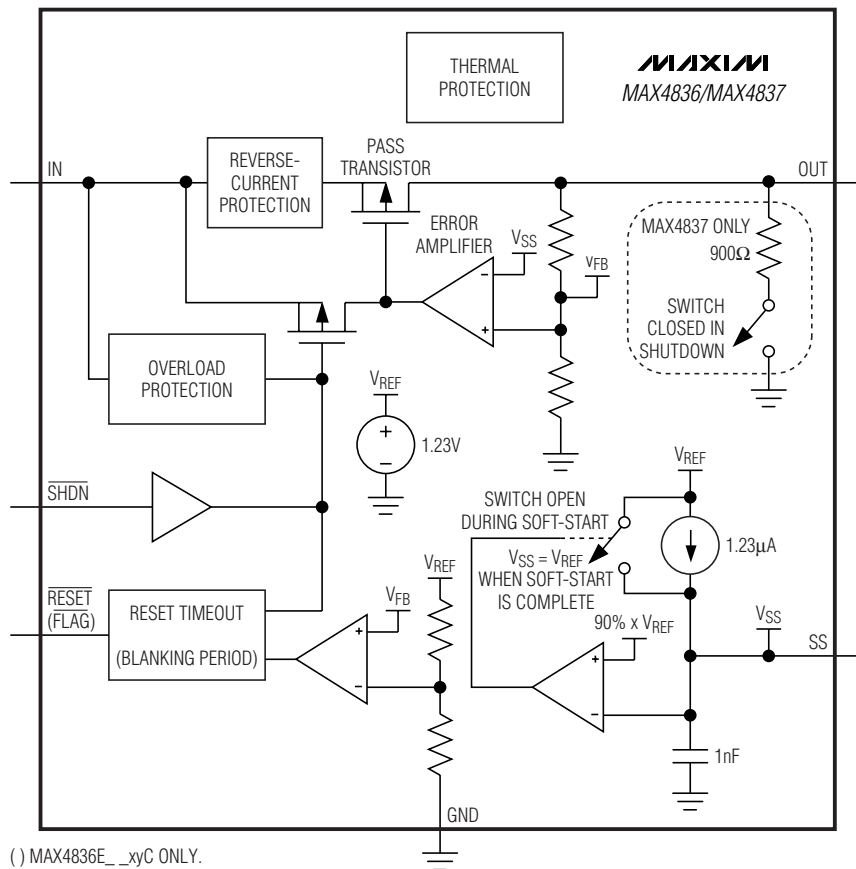 THERMAL
PROTECTION
MAXIM
MAX4836/MAX4837
IN
REVERSE-
CURRENT
PROTECTION
PASS
TRANSISTOR
OUT
ERROR
AMPLIFIER
VSS
-
+
VFB
MAX4837 ONLY
900Ω
SWITCH
CLOSED IN
SHUTDOWN
OVERLOAD
PROTECTION
VREF
+
-
1.23V
SHDN
SWITCH OPEN
DURING SOFT-START
VSS = VREF
WHEN SOFT-START
IS COMPLETE
VREF
1.23µA
RESET
(FLAG)
RESET TIMEOUT
(BLANKING PERIOD)
VFB
+
-
VREF
90% x VREF
+
-
VSS
SS
1nF
GND
( ) MAX4836E_ _xyC ONLY.